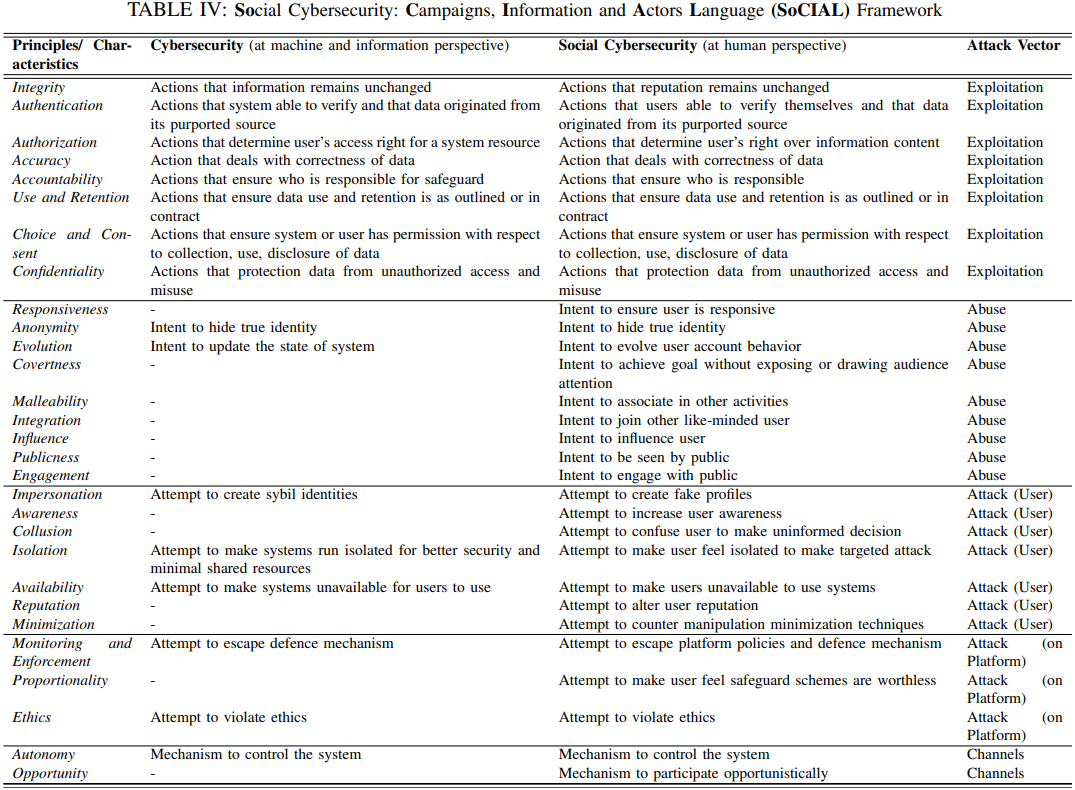 TABLE IV: Social Cybersecurity: Campaigns, Information and Actors Language (SoCIAL) Framework
Principles/ Char- Cybersecurity (at machine and information perspective) Social Cybersecurity (at human perspective) Attack Vector
acteristics
Integrity Actions that information remains unchanged Actions that reputation remains unchanged Exploitation
Authentication Actions that system able to verify and that data originated from Actions that users able to verify themselves and that data Exploitation
its purported source originated from its purported source
Authorization Actions that determine user's access right for a system resource Actions that determine user's right over information content Exploitation
Accuracy Action that deals with correctness of data Action that deals with correctness of data Exploitation
Accountability Actions that ensure who is responsible for safeguard Actions that ensure who is responsible Exploitation
Use and Retention Actions that ensure data use and retention is as outlined or in Actions that ensure data use and retention is as outlined or in Exploitation
contract contract
Choice and Con- Actions that ensure system or user has permission with respect Actions that ensure system or user has permission with respect Exploitation
sent to collection, use, disclosure of data to collection, use, disclosure of data
Confidentiality Actions that protection data from unauthorized access and Actions that protection data from unauthorized access and Exploitation
misuse misuse
Responsiveness - Intent to ensure user is responsive Abuse
Anonymity Intent to hide true identity Intent to hide true identity Abuse
Evolution Intent to update the state of system Intent to evolve user account behavior Abuse
Covertness - Intent to achieve goal without exposing or drawing audience Abuse
attention
Malleability - Intent to associate in other activities Abuse
Integration - Intent to join other like-minded user Abuse
Influence - Intent to influence user Abuse
Publicness - Intent to be seen by public Abuse
Engagement - Intent to engage with public Abuse
Impersonation Attempt to create sybil identities Attempt to create fake profiles Attack (User)
Awareness - Attempt to increase user awareness Attack (User)
Collusion - Attempt to confuse user to make uninformed decision Attack (User)
Isolation Attempt to make systems run isolated for better security and Attempt to make user feel isolated to make targeted attack Attack (User)
minimal shared resources
Availability Attempt to make systems unavailable for users to use Attempt to make users unavailable to use systems Attack (User)
Reputation - Attempt to alter user reputation Attack (User)
Minimization - Attempt to counter manipulation minimization techniques Attack (User)
Monitoring and Attempt to escape defence mechanism Attempt to escape platform policies and defence mechanism Attack (on
Enforcement Platform)
Proportionality - Attempt to make user feel safeguard schemes are worthless Attack (on
Platform)
Ethics Attempt to violate ethics Attempt to violate ethics Attack (on
Platform)
Autonomy Mechanism to control the system Mechanism to control the system Channels
Opportunity - Mechanism to participate opportunistically Channels